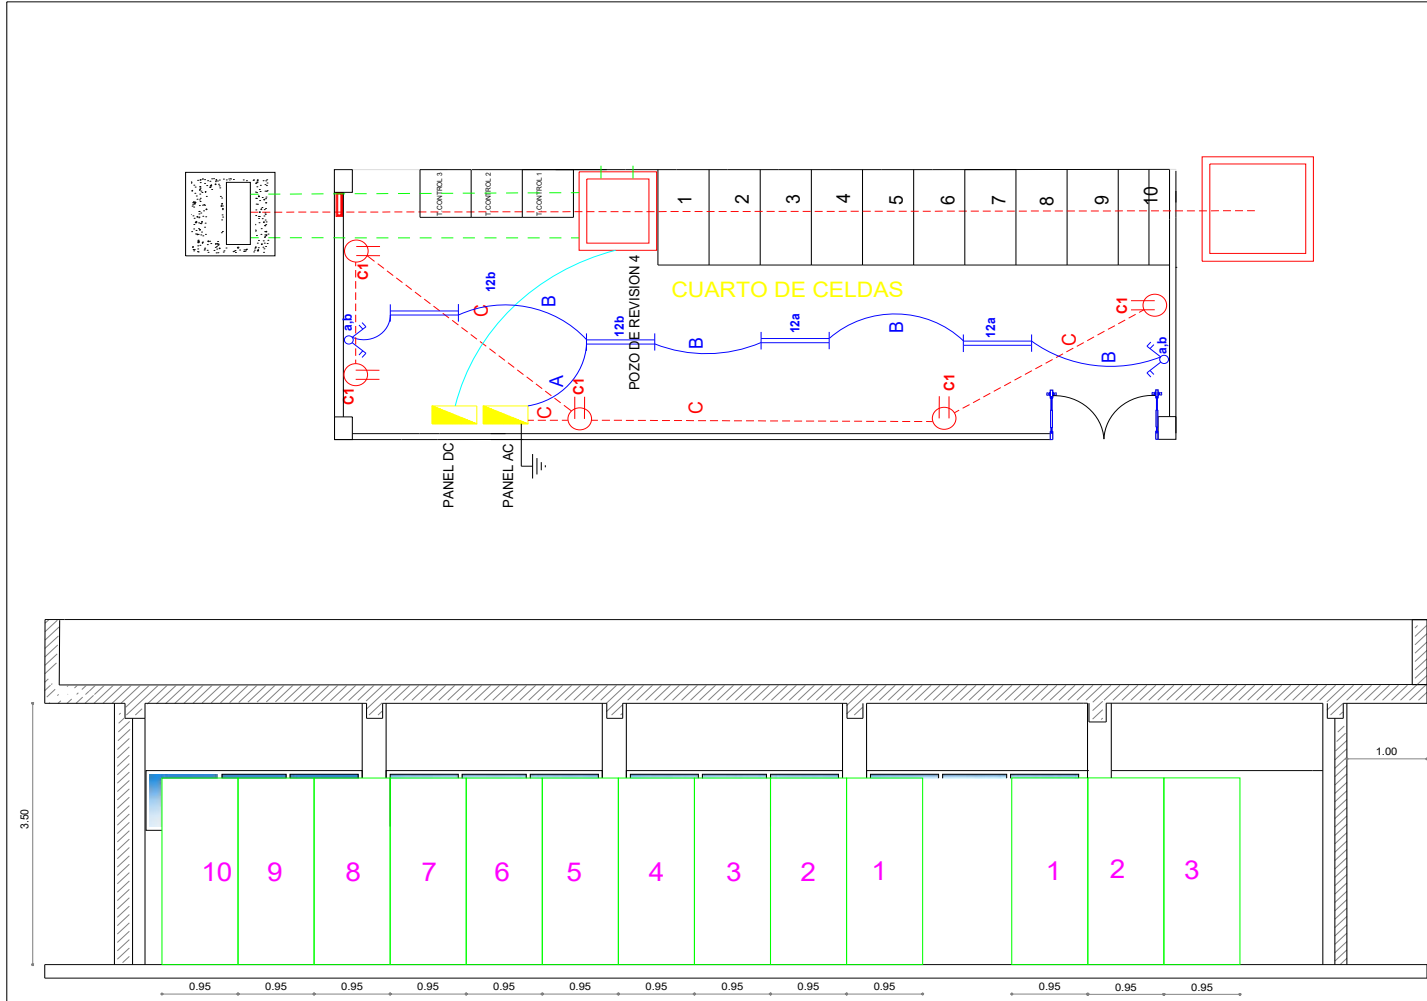 T.CONTROL 3
T.CONTROL 2
T.CONTROL 1
1
2
3
4
5
6
7
8
9
10
C1
12b
B
C
CUARTO DE CELDAS
POZO DE REVISION 4
a,b
F
F
12b
B
12a
B
12a
C
C1
B
F
F
a,b
C1
A
C
C1
C
C1
PANEL DC
PANEL AC
3.50
1.00
10
9
8
7
6
5
4
3
2
1
1
2
3
0.95
0.95
0.95
0.95
0.95
0.95
0.95
0.95
0.95
0.95
0.95
0.95
0.95